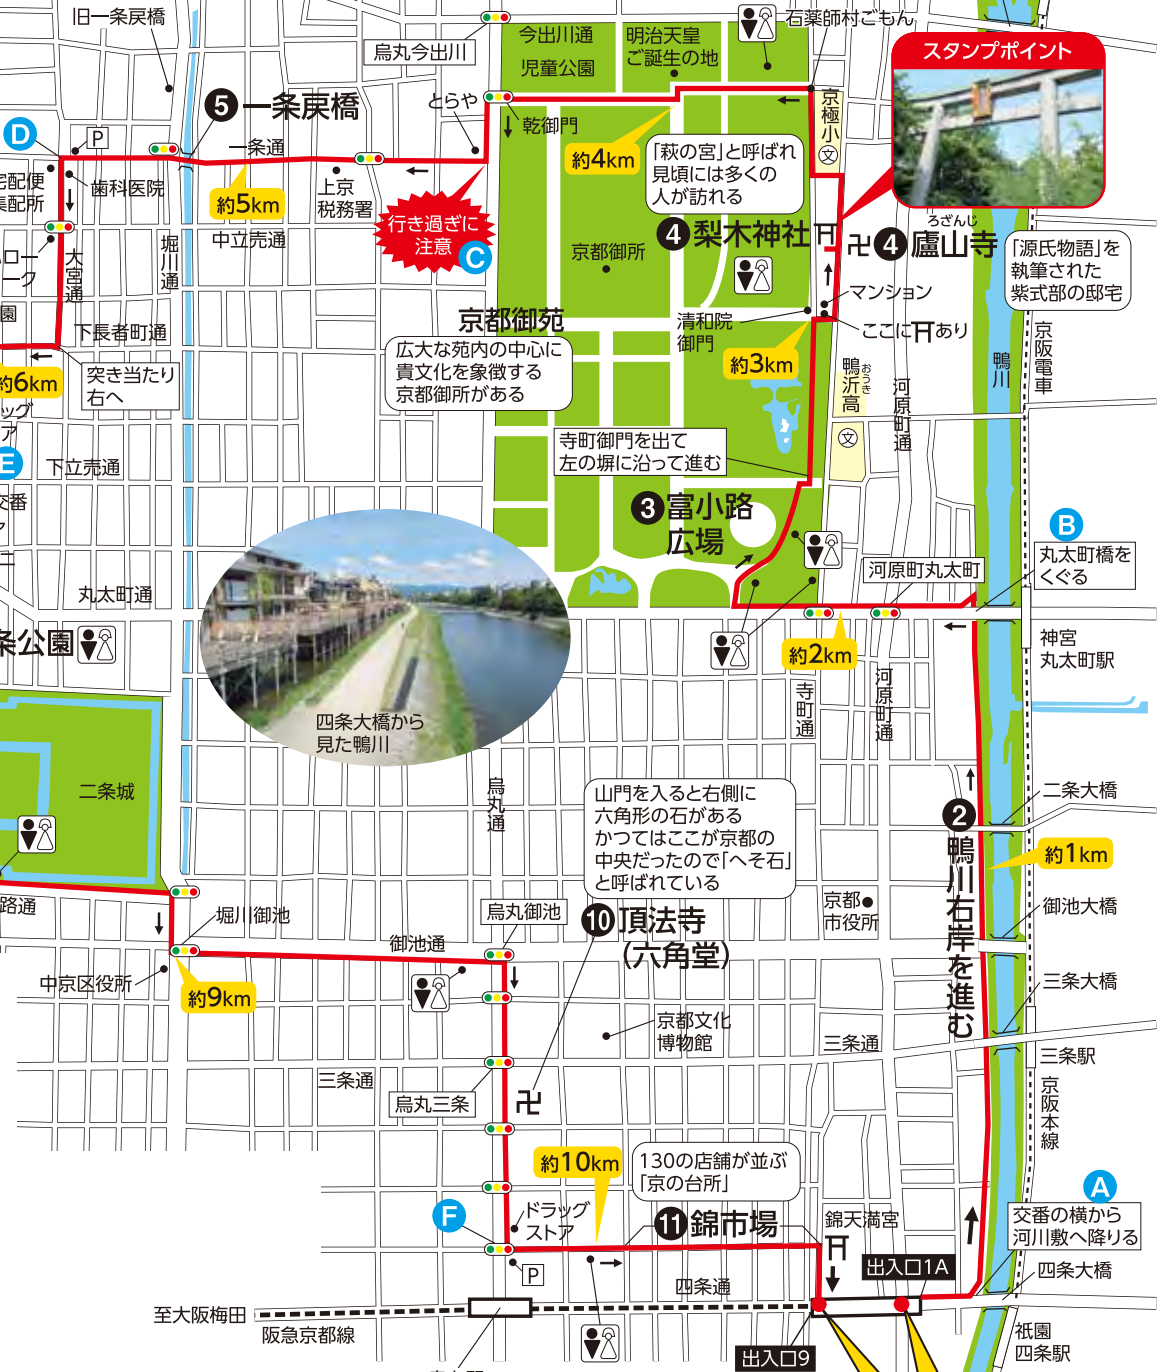 旧一条戻橋
烏丸今出川
今出川通
児童公園
明治天皇
ご誕生の地
石薬師村ごもん
スタンプポイント
D
P
5 一条戻橋
とらや
乾御門
京極小
文
一条通
約4km
「萩の宮」と呼ばれ
見頃には多くの
人が訪れる
宅配便
集配所
歯科医院
約5km
上京
税務署
行き過ぎに
注意
C
中立売通
堀川通
大宮通
京都御所
4 梨木神社
ろざんじ
4 廬山寺
「源氏物語」を
執筆された
紫式部の邸宅
ロー
ーク
園
下長者町通
京都御苑
広大な苑内の中心に
貴文化を象徴する
京都御所がある
清和院
御門
マンション
ここに
あり
約3km
鴨沂高
おうき
文
河原町通
鴨川
京阪電車
約6km
突き当たり
右へ
ッグ
ア
E
下立売通
寺町御門を出て
左の塀に沿って進む
交番
ニ
3 富小路
広場
B
丸太町橋を
くぐる
河原町丸太町
丸太町通
条公園
約2km
神宮
丸太町駅
寺町通
河原町通
四条大橋から
見た鴨川
二条城
烏丸通
山門を入ると右側に
六角形の石がある
かつてはここが京都の
中央だったので「へそ石」
と呼ばれている
2 鴨川右岸を進む
二条大橋
約1km
路通
堀川御池
烏丸御池
10 頂法寺
(六角堂)
京都
市役所
御池大橋
御池通
中京区役所
約9km
三条大橋
京都文化
博物館
三条通
三条駅
三条通
烏丸三条
京阪本線
約10km
130の店舗が並ぶ
「京の台所」
A
交番の横から
河川敷へ降りる
F
ドラッグ
ストア
11 錦市場
錦天満宮
出入口1A
P
四条通
四条大橋
至大阪梅田
阪急京都線
出入口9
祇園
四条駅